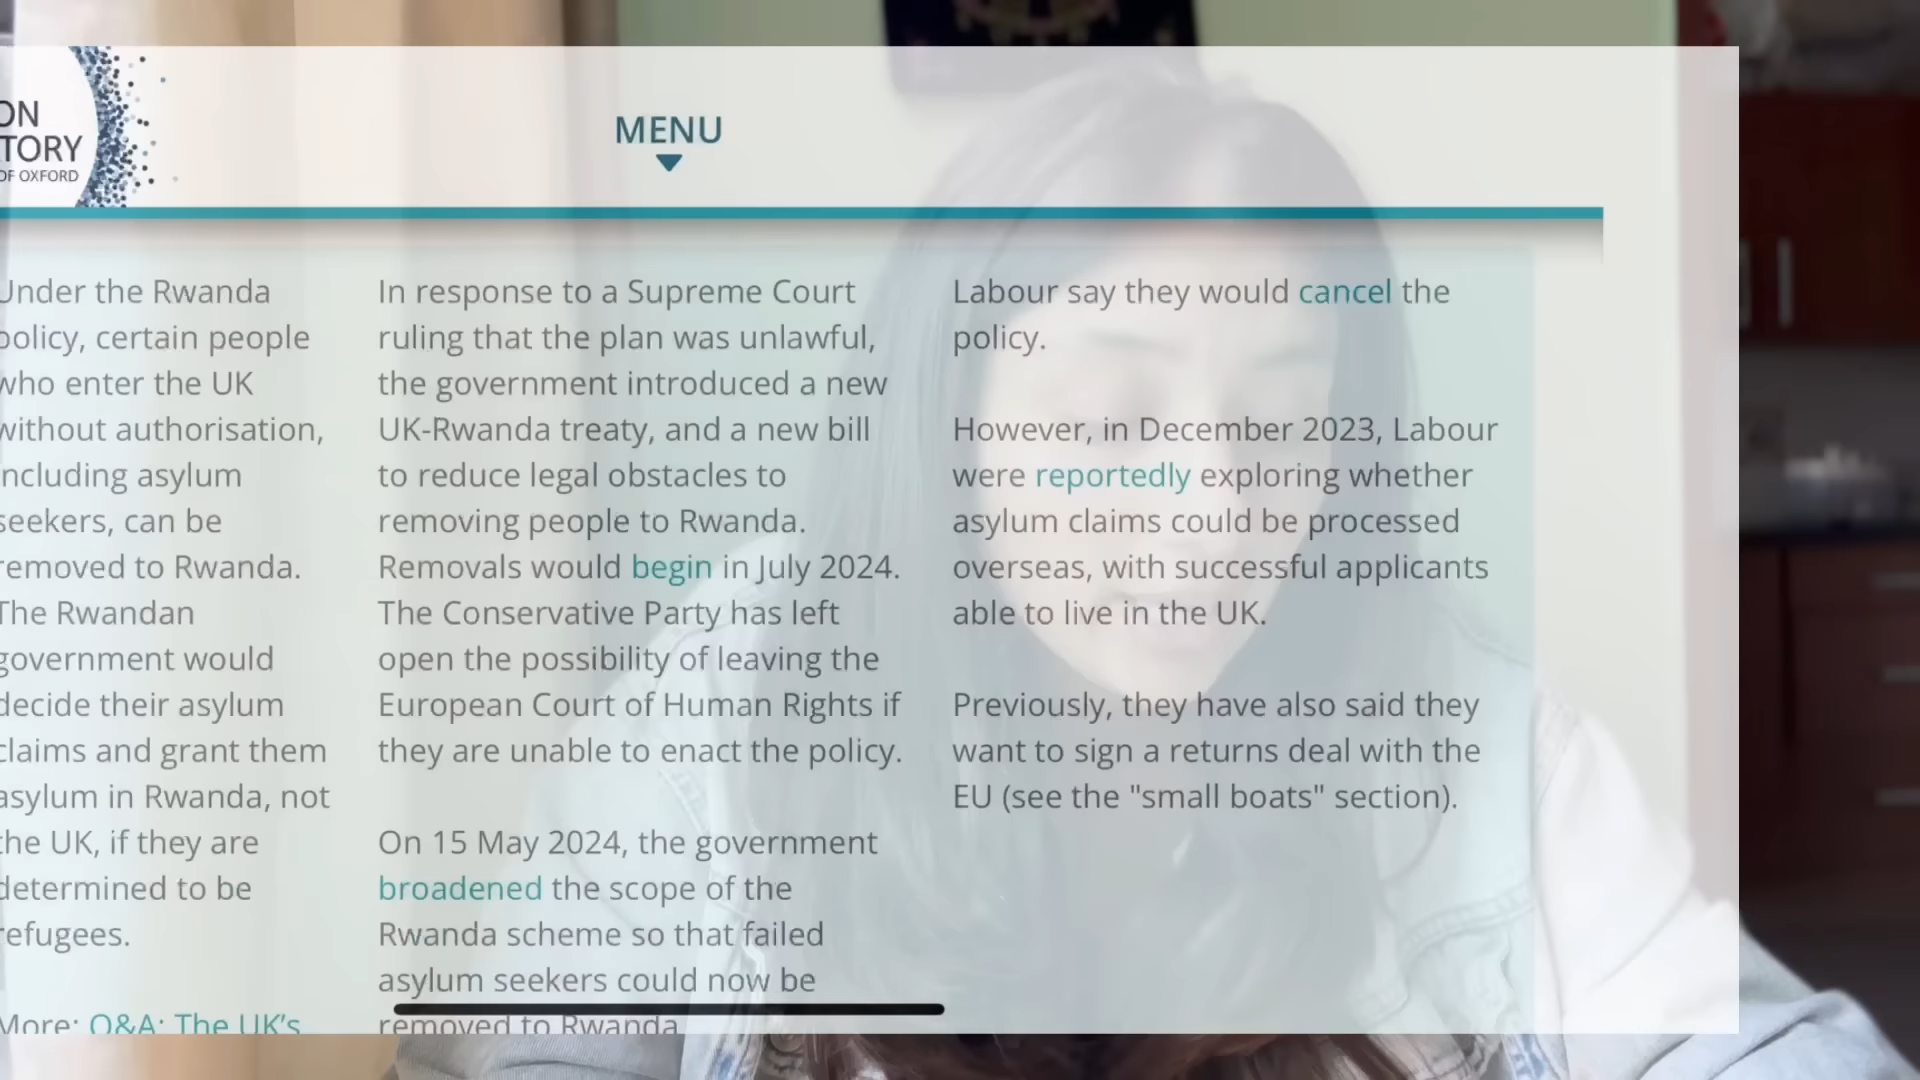 ON
TORY
OF OXFORD
MENU
Under the Rwanda
policy, certain people
who enter the UK
without authorisation,
including asylum
seekers, can be
removed to Rwanda.
The Rwandan
government would
decide their asylum
claims and grant them
asylum in Rwanda, not
the UK, if they are
determined to be
refugees.
More: Q&A: The UK's
In response to a Supreme Court
ruling that the plan was unlawful,
the government introduced a new
UK-Rwanda treaty, and a new bill
to reduce legal obstacles to
removing people to Rwanda.
Removals would begin in July 2024.
The Conservative Party has left
open the possibility of leaving the
European Court of Human Rights if
they are unable to enact the policy.
On 15 May 2024, the government
broadened the scope of the
Rwanda scheme so that failed
asylum seekers could now be
removed to Rwanda
Labour say they would cancel the
policy.
However, in December 2023, Labour
were reportedly exploring whether
asylum claims could be processed
overseas, with successful applicants
able to live in the UK.
Previously, they have also said they
want to sign a returns deal with the
EU (see the "small boats" section).